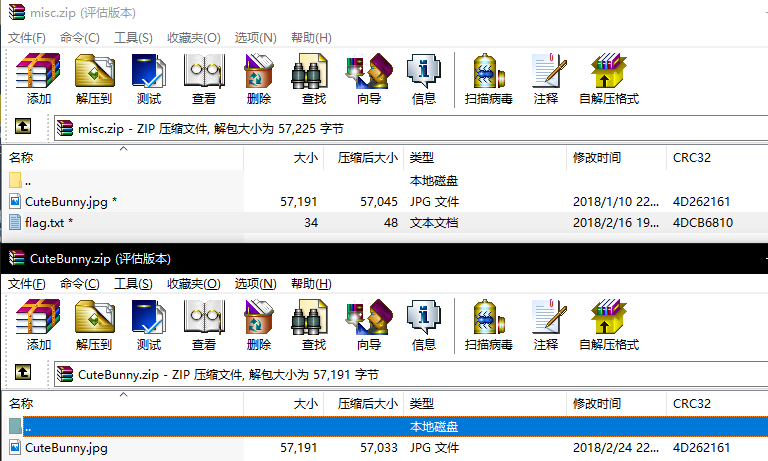 misc.zip (评估版本)
文件(F) 命令(C) 工具(S) 收藏夹(O) 选项(N) 帮助(H)
添加 解压到 测试 查看 删除 查找 向导 信息 扫描病毒 注释 自解压格式
misc.zip - ZIP 压缩文件, 解包大小为 57,225 字节
名称 大小 压缩后大小 类型 修改时间 CRC32
.. 本地磁盘
CuteBunny.jpg * 57,191 57,045 JPG 文件 2018/1/10 22... 4D262161
flag.txt * 34 48 文本文档 2018/2/16 19... 4DCB6810
CuteBunny.zip (评估版本)
文件(F) 命令(C) 工具(S) 收藏夹(O) 选项(N) 帮助(H)
添加 解压到 测试 查看 删除 查找 向导 信息 扫描病毒 注释 自解压格式
CuteBunny.zip - ZIP 压缩文件, 解包大小为 57,191 字节
名称 大小 压缩后大小 类型 修改时间 CRC32
.. 本地磁盘
CuteBunny.jpg 57,191 57,033 JPG 文件 2018/2/24 22... 4D262161